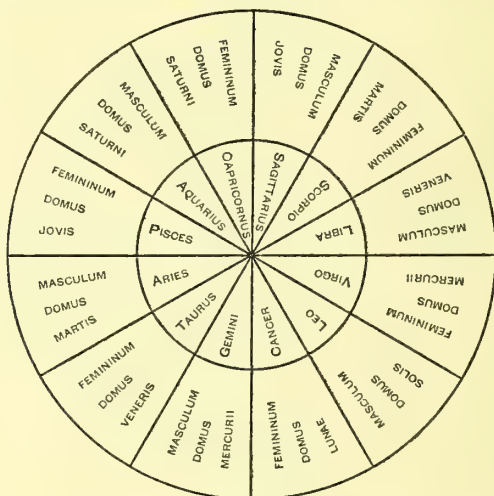 FEMININUM
DOMUS
SATURNI
MASCULUM
DOMUS
JOVIS
FEMININUM
DOMUS
MARTIS
MASCULUM
DOMUS
VENERIS
FEMININUM
DOMUS
MERCURII
MASCULUM
DOMUS
SOLIS
FEMININUM
DOMUS
LUNAE
MASCULUM
DOMUS
MERCURII
FEMININUM
DOMUS
VENERIS
MASCULUM
DOMUS
MARTIS
FEMININUM
DOMUS
JOVIS
MASCULUM
DOMUS
SATURNI
CAPRICORNUS
SAGITTARIUS
SCORPIO
LIBRA
VIRGO
LEO
CANCER
GEMINI
TAURUS
ARIES
PISCES
AQUARIUS